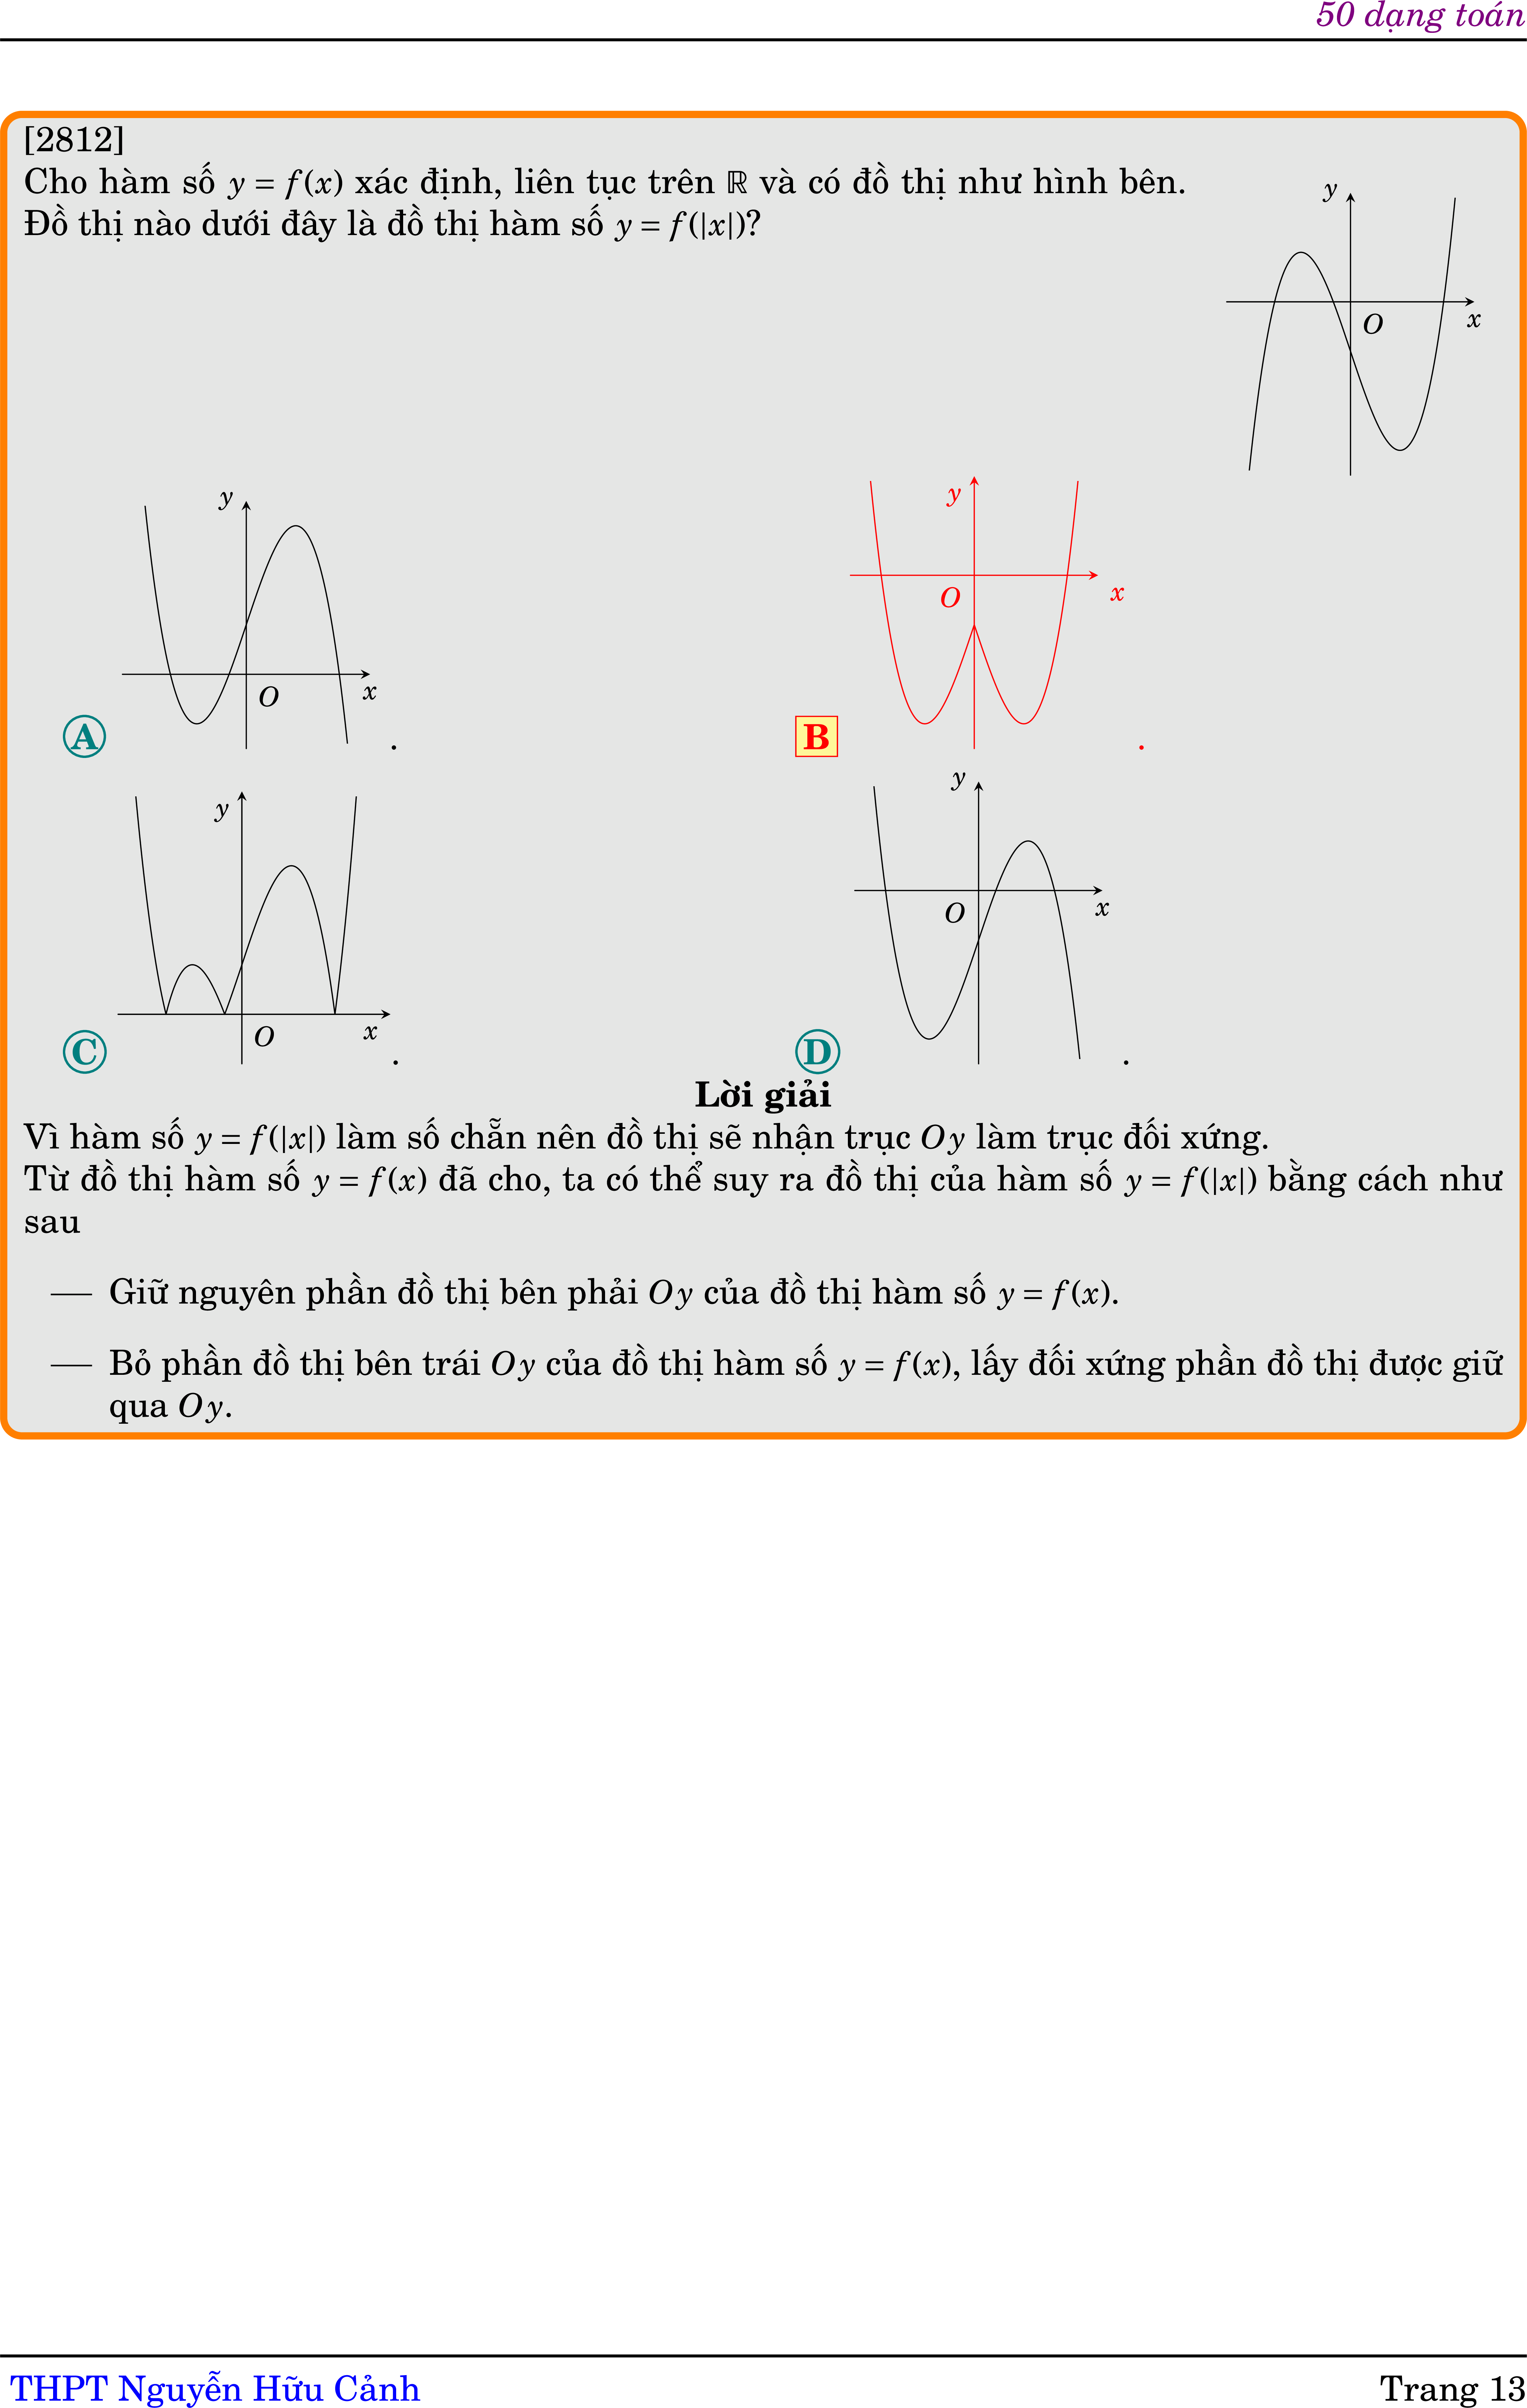 50 dạng toán
[2812]
Cho hàm số y = f(x) xác định, liên tục trên ℝ và có đồ thị như hình bên.
Đồ thị nào dưới đây là đồ thị hàm số y = f(|x|)?
y
O
x
y
O
x
A
.
y
O
x
B
.
y
O
x
C
.
y
O
x
D
.
Lời giải
Vì hàm số y = f(|x|) làm số chẵn nên đồ thị sẽ nhận trục Oy làm trục đối xứng.
Từ đồ thị hàm số y = f(x) đã cho, ta có thể suy ra đồ thị của hàm số y = f(|x|) bằng cách như
sau
— Giữ nguyên phần đồ thị bên phải Oy của đồ thị hàm số y = f(x).
— Bỏ phần đồ thị bên trái Oy của đồ thị hàm số y = f(x), lấy đối xứng phần đồ thị được giữ
qua Oy.
THPT Nguyễn Hữu Cảnh
Trang 13